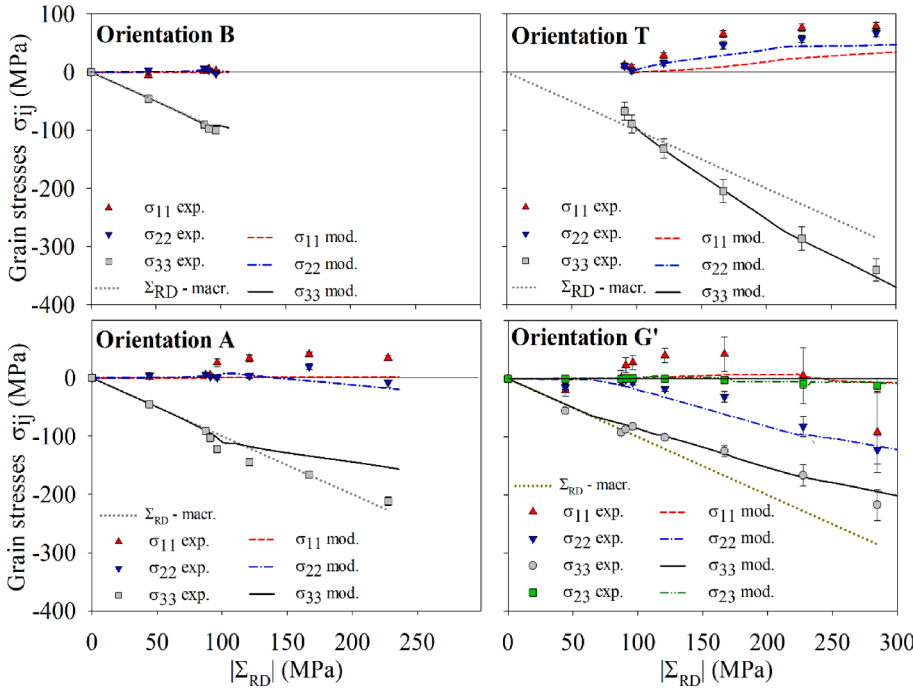 Orientation B
Grain stresses σij (MPa)
100
0
-100
-200
-300
-400
σ11 exp.
σ22 exp.
σ33 exp.
ΣRD - macr.
σ11 mod.
σ22 mod.
σ33 mod.
Orientation T
σ11 exp.
σ22 exp.
σ33 exp.
ΣRD - macr.
σ11 mod.
σ22 mod.
σ33 mod.
Orientation A
Grain stresses σij (MPa)
0
-100
-200
-300
-400
ΣRD - macr.
σ11 exp.
σ22 exp.
σ33 exp.
σ11 mod.
σ22 mod.
σ33 mod.
0 50 100 150 200 250
|ΣRD| (MPa)
Orientation G'
ΣRD - macr.
σ11 exp.
σ22 exp.
σ33 exp.
σ23 exp.
σ11 mod.
σ22 mod.
σ33 mod.
σ23 mod.
0 50 100 150 200 250 300
|ΣRD| (MPa)